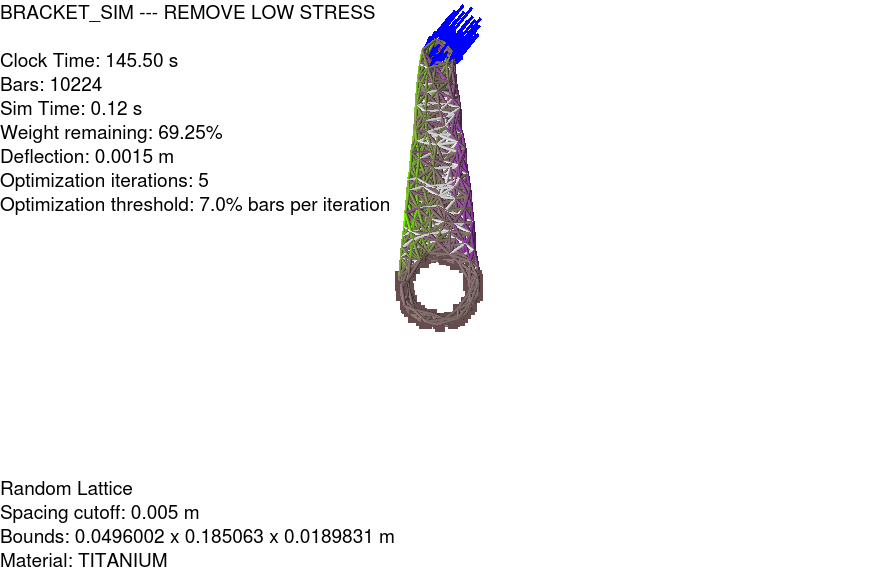 BRACKET_SIM --- REMOVE LOW STRESS
Clock Time: 145.50 s
Bars: 10224
Sim Time: 0.12 s
Weight remaining: 69.25%
Deflection: 0.0015 m
Optimization iterations: 5
Optimization threshold: 7.0% bars per iteration
Random Lattice
Spacing cutoff: 0.005 m
Bounds: 0.0496002 x 0.185063 x 0.0189831 m
Material: TITANIUM